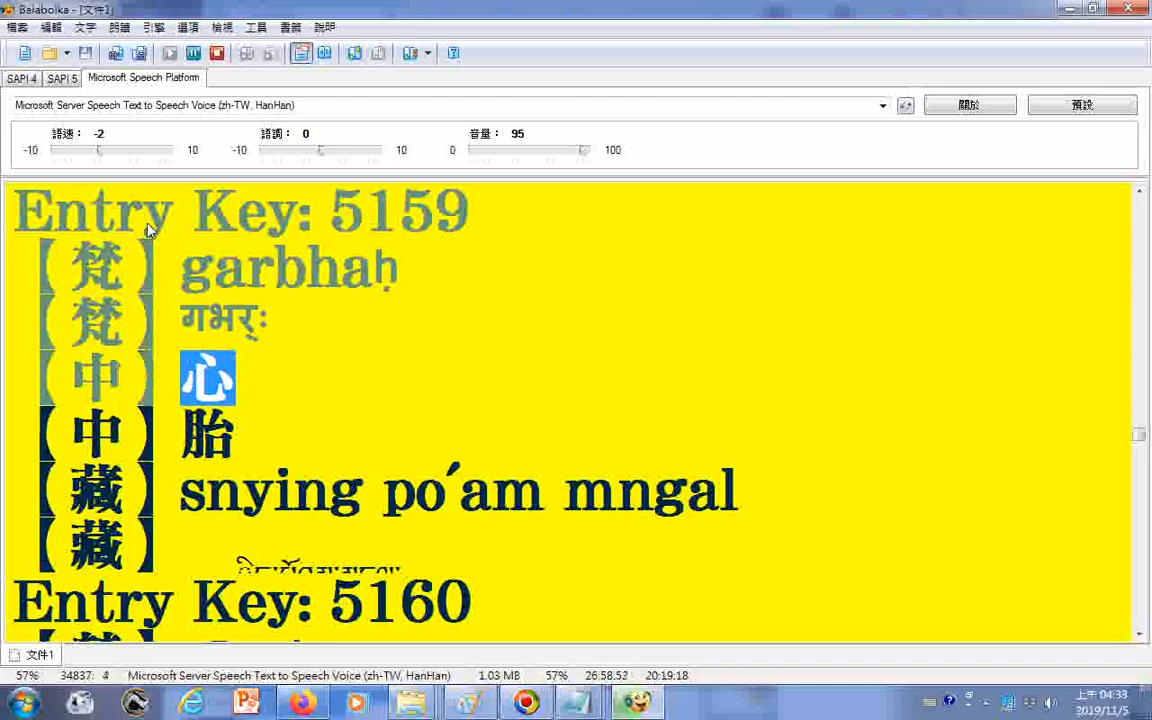 Balabolka - [文件1]
檔案 編輯 文字 朗讀 引擎 選項 檢視 工具 書籤 說明
SAPI 4 SAPI 5 Microsoft Speech Platform
Microsoft Server Speech Text to Speech Voice (zh-TW, HanHan) 關於 預設
語速： -2 語調： 0 音量： 95
-10 10 -10 10 0 100
Entry Key: 5159
【梵】 garbhaḥ
【梵】 गभर्ः
【中】 心
【中】 胎
【藏】 snying po´am mngal
【藏】
Entry Key: 5160
文件1
57% 34837: 4 Microsoft Server Speech Text to Speech Voice (zh-TW, HanHan) 1.03 MB 57% 26:58:52 20:19:18
上午 04:33
2019/11/5